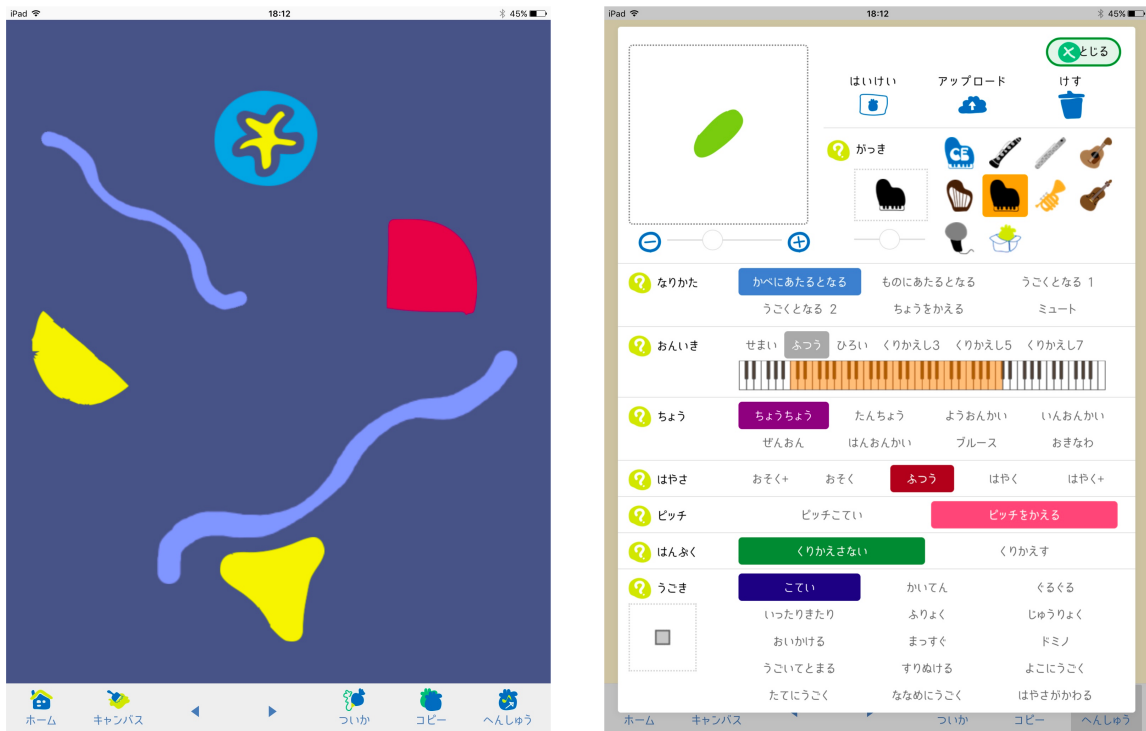 iPad 18:12 45%
ホーム キャンバス ついか コピー へんしゅう
iPad 18:12 45%
とじる
はいけい アップロード けす
? がっき CE
? なりかた かべにあたるとなる ものにあたるとなる うごくとなる 1
うごくとなる 2 ちょうをかえる ミュート
? おんいき せまい ふつう ひろい くりかえし3 くりかえし5 くりかえし7
? ちょう ちょうちょう たんちょう ようおんかい いんおんかい
ぜんおん はんおんかい ブルース おきなわ
? はやさ おそく+ おそく ふつう はやく はやく+
? ピッチ ピッチこてい ピッチをかえる
? はんぷく くりかえさない くりかえす
? うごき こてい かいてん ぐるぐる
いったりきたり ふりょく じゅうりょく
おいかける まっすぐ ドミノ
うごいてとまる すりぬける よこにうごく
たてにうごく ななめにうごく はやさがかわる
ホーム キャンバス ついか コピー へんしゅう